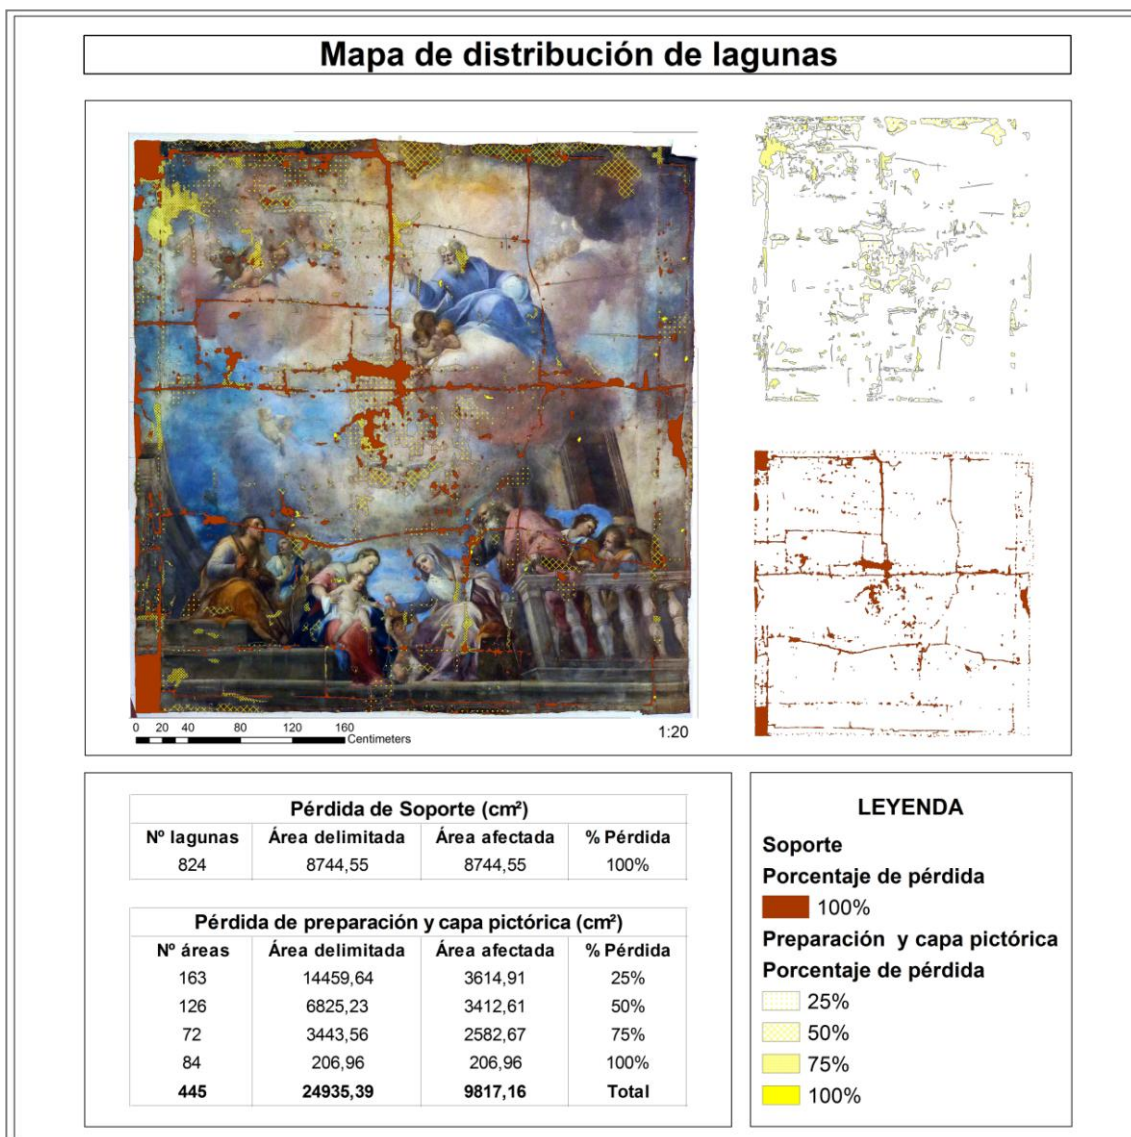 Mapa de distribución de lagunas
0 20 40 80 120 160
Centimeters
1:20
Pérdida de Soporte (cm²)
Nº lagunas Área delimitada Área afectada % Pérdida
824 8744,55 8744,55 100%
Pérdida de preparación y capa pictórica (cm²)
Nº áreas Área delimitada Área afectada % Pérdida
163 14459,64 3614,91 25%
126 6825,23 3412,61 50%
72 3443,56 2582,67 75%
84 206,96 206,96 100%
445 24935,39 9817,16 Total
LEYENDA
Soporte
Porcentaje de pérdida
100%
Preparación y capa pictórica
Porcentaje de pérdida
25%
50%
75%
100%